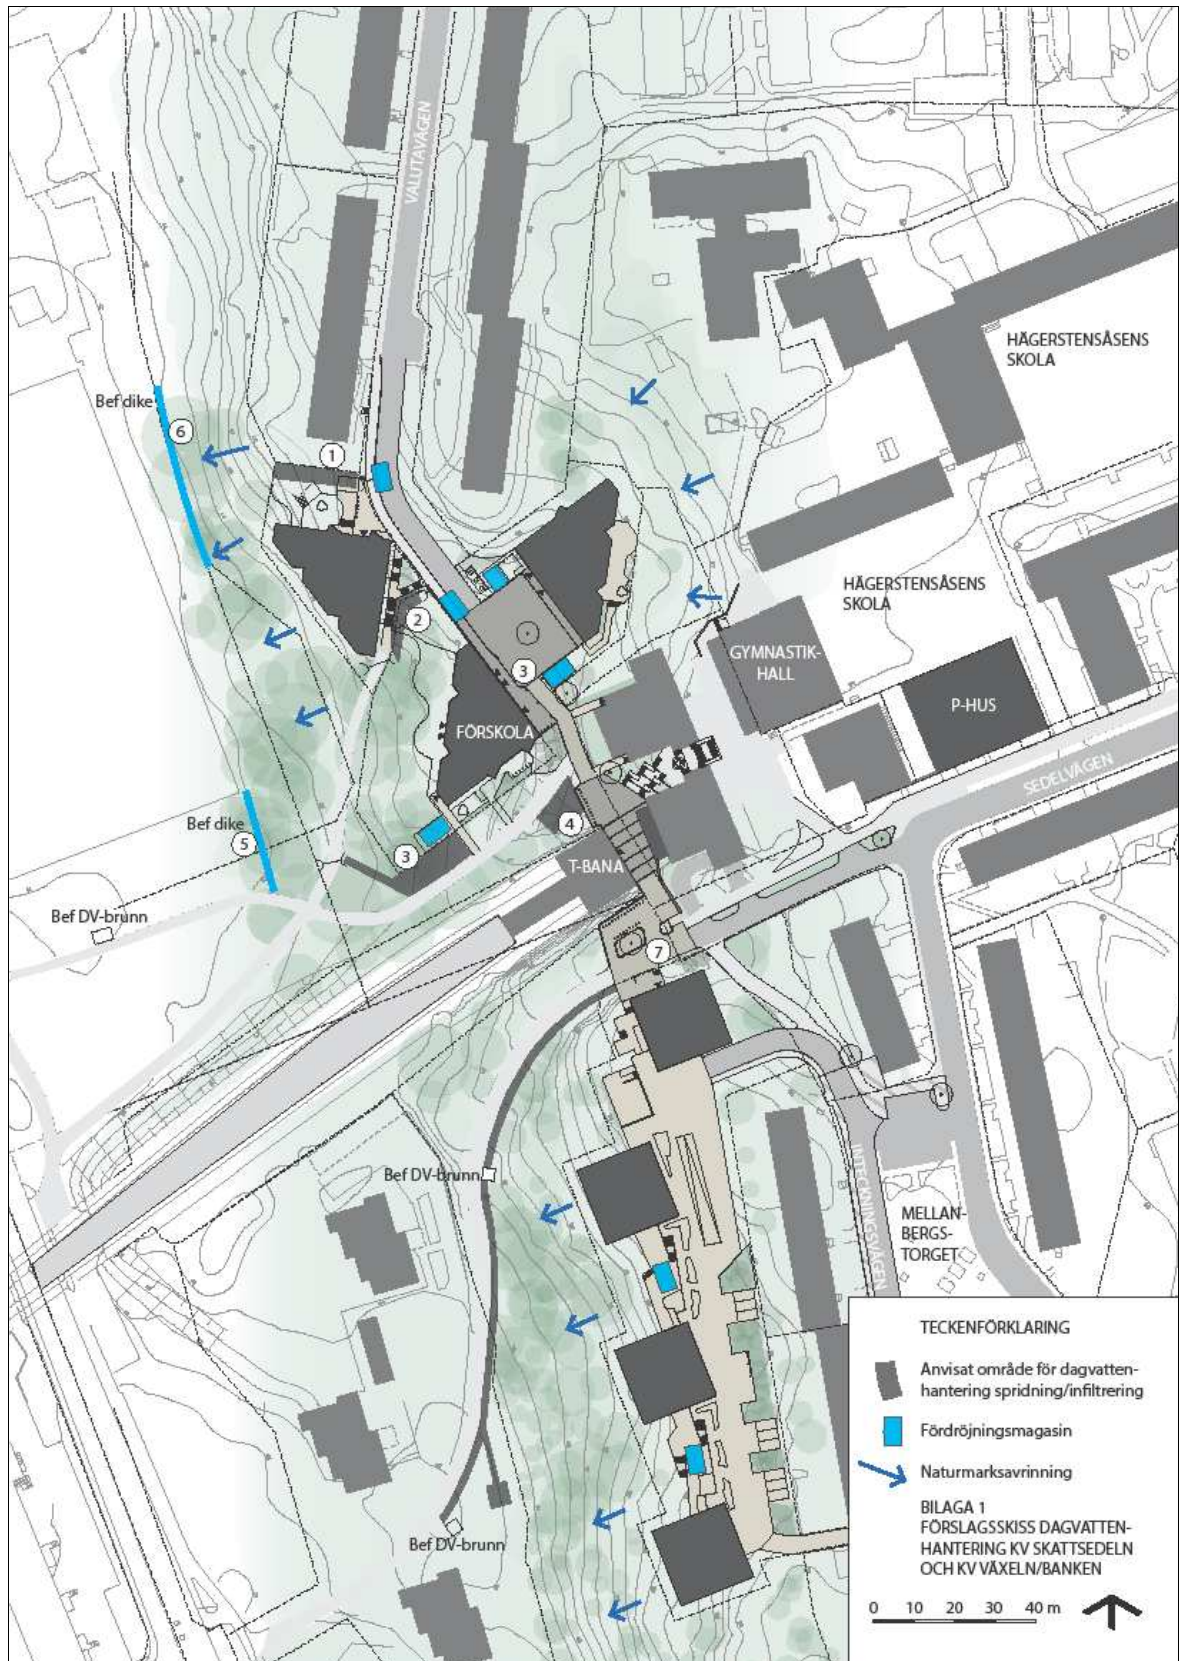 VALUTAVÄGEN
HÄGERSTENSÅSENS
SKOLA
Bef dike
6
1
HÄGERSTENSÅSENS
SKOLA
2
GYMNASTIK-
HALL
3
P-HUS
FÖRSKOLA
SEDELVÄGEN
Bef dike
4
5
3
T-BANA
Bef DV-brunn
7
Bef DV-brunn
INTECKNINGSVÄGEN
MELLAN-
BERGS-
TORGET
Bef DV-brunn
TECKENFÖRKLARING
Anvisat område för dagvatten-
hantering spridning/infiltrering
Fördröjningsmagasin
Naturmarksavrinning
BILAGA 1
FÖRSLAGSSKISS DAGVATTEN-
HANTERING KV SKATTSEDELN
OCH KV VÄXELN/BANKEN
0 10 20 30 40 m